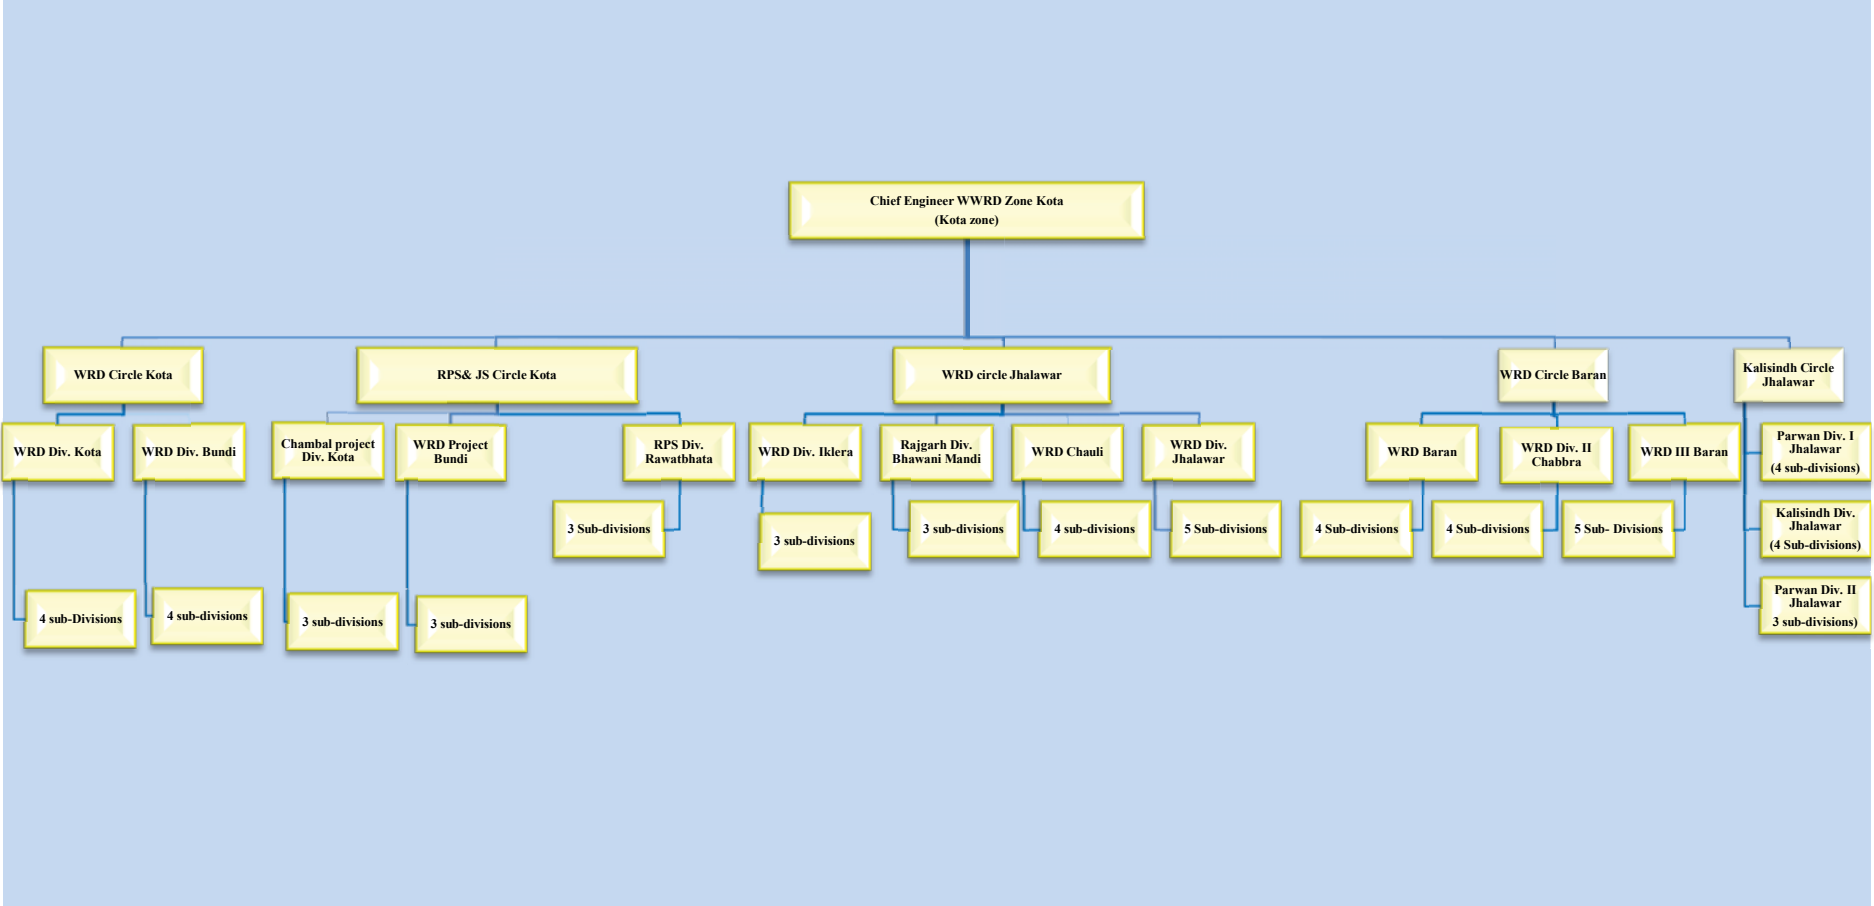 Chief Engineer WWRD Zone Kota
(Kota zone)
WRD Circle Kota
RPS& JS Circle Kota
WRD circle Jhalawar
WRD Circle Baran
Kalisindh Circle
Jhalawar
WRD Div. Kota
WRD Div. Bundi
Chambal project
Div. Kota
WRD Project
Bundi
RPS Div.
Rawatbhata
WRD Div. Iklera
Rajgarh Div.
Bhawani Mandi
WRD Chauli
WRD Div.
Jhalawar
WRD Baran
WRD Div. II
Chabbra
WRD III Baran
Parwan Div. I
Jhalawar
(4 sub-divisions)
3 Sub-divisions
3 sub-divisions
3 sub-divisions
4 sub-divisions
5 Sub-divisions
4 Sub-divisions
4 Sub-divisions
5 Sub- Divisions
Kalisindh Div.
Jhalawar
(4 Sub-divisions)
4 sub-Divisions
4 sub-divisions
3 sub-divisions
3 sub-divisions
Parwan Div. II
Jhalawar
3 sub-divisions)